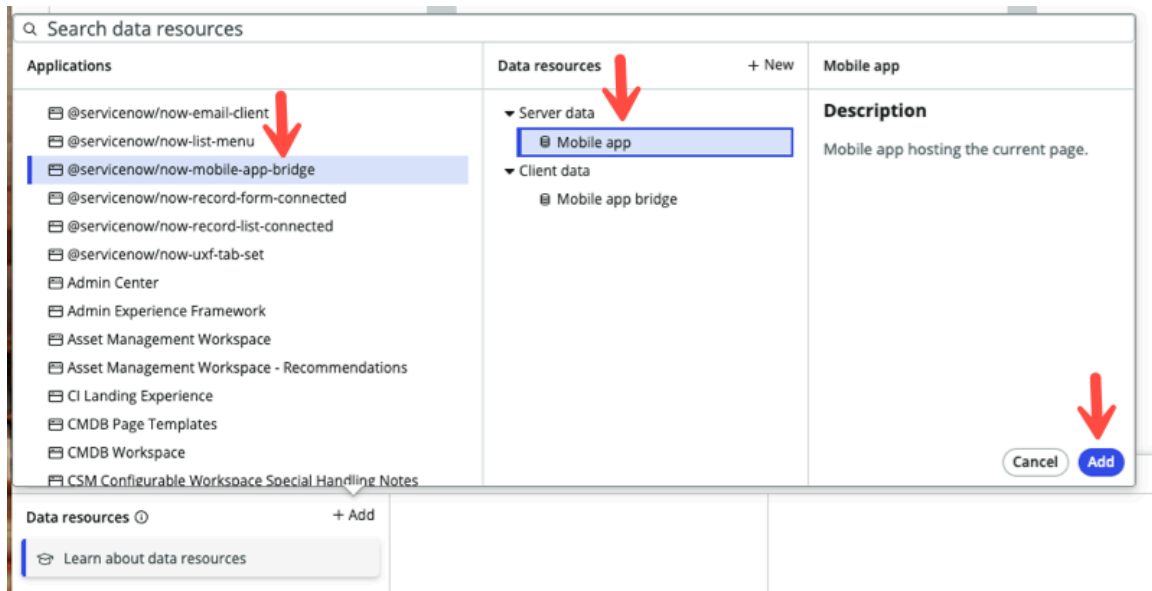 Search data resources
Applications
@servicenow/now-email-client
@servicenow/now-list-menu
@servicenow/now-mobile-app-bridge
@servicenow/now-record-form-connected
@servicenow/now-record-list-connected
@servicenow/now-uxf-tab-set
Admin Center
Admin Experience Framework
Asset Management Workspace
Asset Management Workspace - Recommendations
CI Landing Experience
CMDB Page Templates
CMDB Workspace
CSM Configurable Workspace Special Handling Notes
Data resources
+ New
Server data
Mobile app
Client data
Mobile app bridge
Mobile app
Description
Mobile app hosting the current page.
Cancel
Add
Data resources
+ Add
Learn about data resources